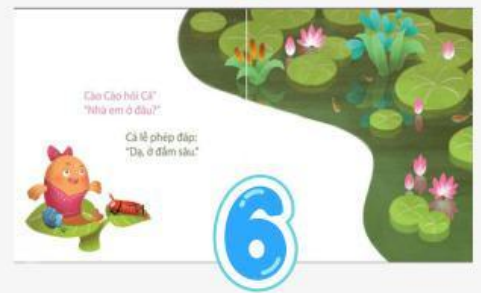 Cào Cào hỏi Cá"
"Nhà em ở đâu?"
Cá lễ phép đáp:
"Dạ, ở đầm sâu."
6